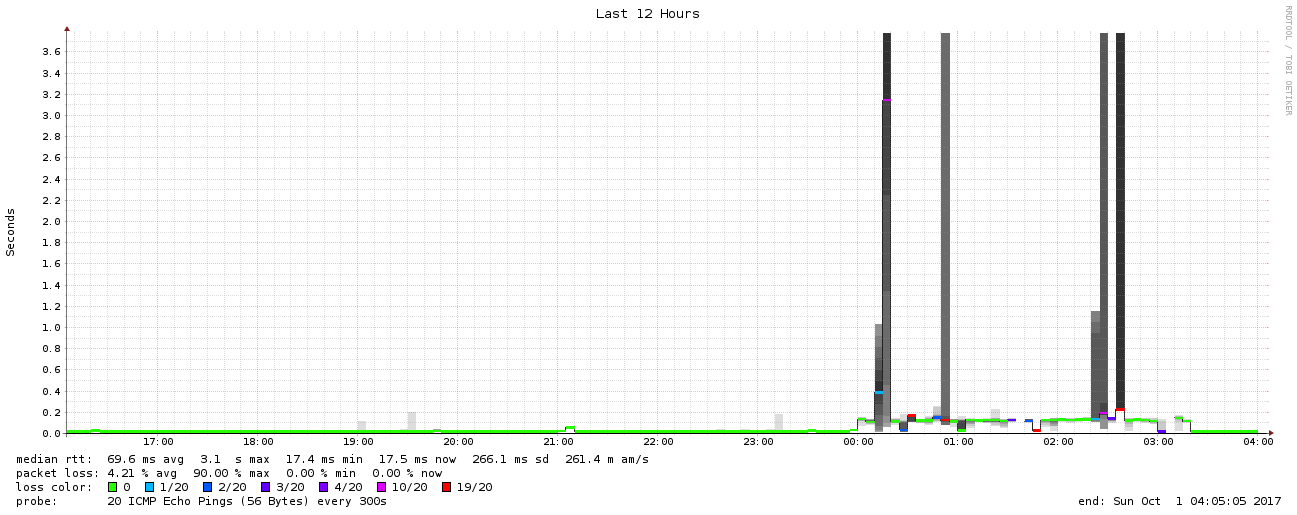 Last 12 Hours
RRDTOOL / TOBI OETIKER
Seconds
3.6
3.4
3.2
3.0
2.8
2.6
2.4
2.2
2.0
1.8
1.6
1.4
1.2
1.0
0.8
0.6
0.4
0.2
0.0
17:00 18:00 19:00 20:00 21:00 22:00 23:00 00:00 01:00 02:00 03:00 04:00
median rtt: 69.6 ms avg 3.1 s max 17.4 ms min 17.5 ms now 266.1 ms sd 261.4 m am/s
packet loss: 4.21 % avg 90.00 % max 0.00 % min 0.00 % now
loss color: 0 1/20 2/20 3/20 4/20 10/20 19/20
probe: 20 ICMP Echo Pings (56 Bytes) every 300s end: Sun Oct 1 04:05:05 2017